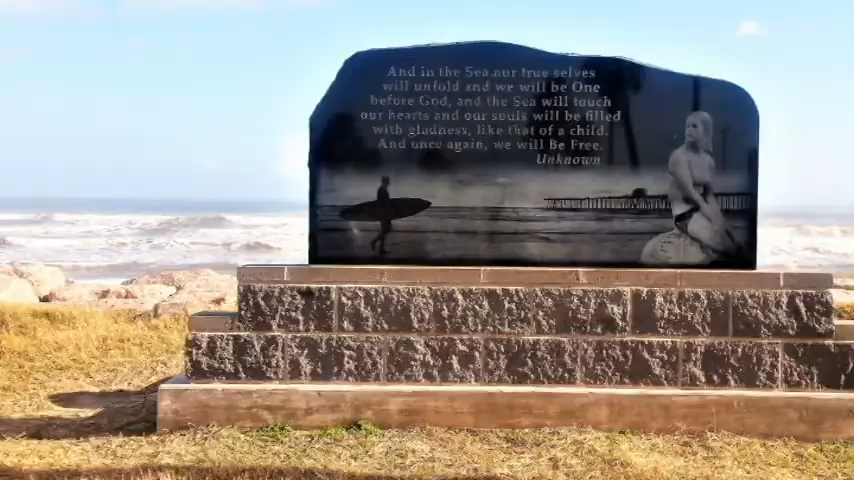 And in the Sea our true selves
will unfold and we will be One
before God, and the Sea will touch
our hearts and our souls will be filled
with gladness, like that of a child.
And once again, we will Be Free.
Unknown